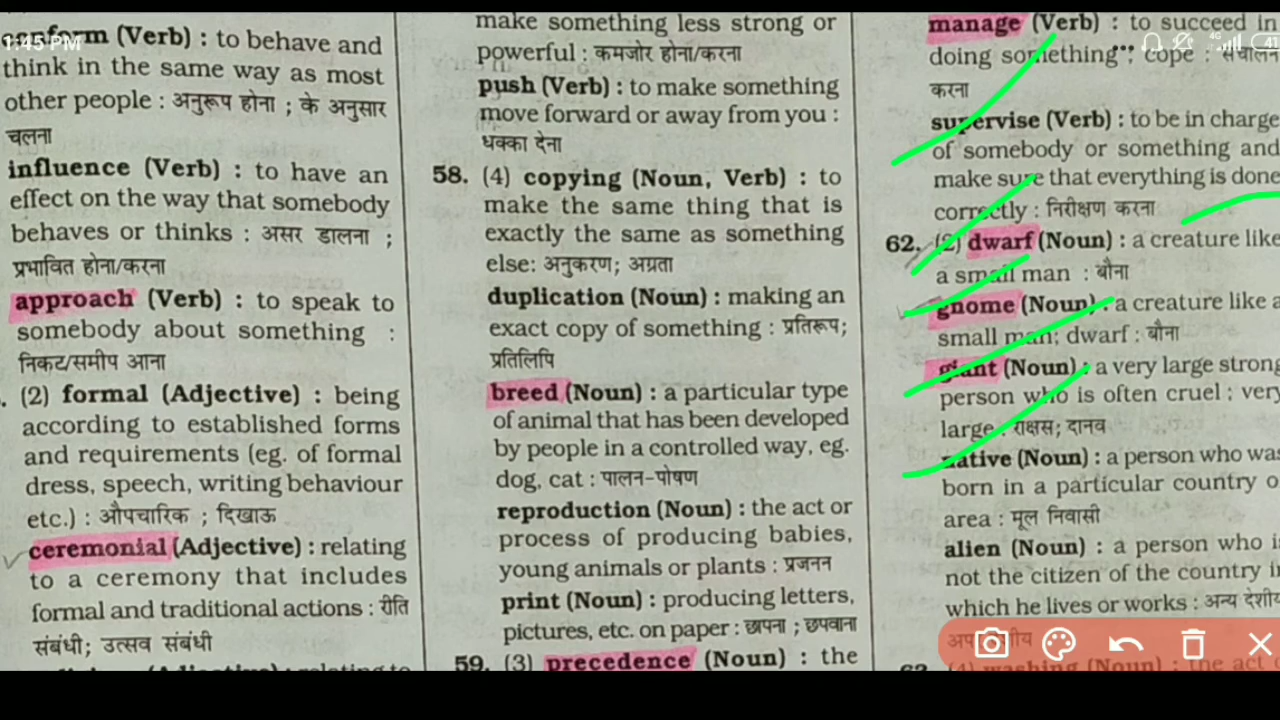 1:45 PM
conform (Verb) : to behave and
think in the same way as most
other people : अनुरूप होना ; के अनुसार
चलना
influence (Verb) : to have an
effect on the way that somebody
behaves or thinks : असर डालना ;
प्रभावित होना/करना
approach (Verb) : to speak to
somebody about something :
निकट/समीप आना
. (2) formal (Adjective) : being
according to established forms
and requirements (eg. of formal
dress, speech, writing behaviour
etc.) : औपचारिक ; दिखाऊ
ceremonial (Adjective) : relating
to a ceremony that includes
formal and traditional actions : रीति
संबंधी; उत्सव संबंधी
make something less strong or
powerful : कमजोर होना/करना
push (Verb) : to make something
move forward or away from you :
धक्का देना
58. (4) copying (Noun, Verb) : to
make the same thing that is
exactly the same as something
else: अनुकरण; अग्रता
duplication (Noun) : making an
exact copy of something : प्रतिरूप;
प्रतिलिपि
breed (Noun) : a particular type
of animal that has been developed
by people in a controlled way, eg.
dog, cat : पालन-पोषण
reproduction (Noun) : the act or
process of producing babies,
young animals or plants : प्रजनन
print (Noun) : producing letters,
pictures, etc. on paper : छापना ; छपवाना
59. (3) precedence (Noun) : the
manage (Verb) : to succeed in
doing something ; cope : संचालन
करना
supervise (Verb) : to be in charge
of somebody or something and
make sure that everything is done
correctly : निरीक्षण करना
62. (2) dwarf (Noun) : a creature like
a small man : बौना
gnome (Noun) : a creature like a
small man; dwarf : बौना
giant (Noun) : a very large strong
person who is often cruel ; very
large : राक्षस; दानव
native (Noun) : a person who was
born in a particular country o
area : मूल निवासी
alien (Noun) : a person who i
not the citizen of the country i
which he lives or works : अन्य देशीय
(4) washing (Noun) : the act
4G
41